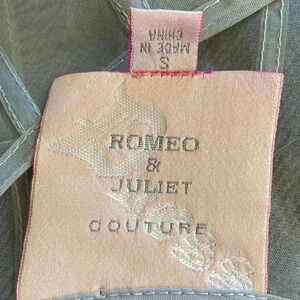 S
MADE IN
CHINA
ROMEO
&
JULIET
COUTURE